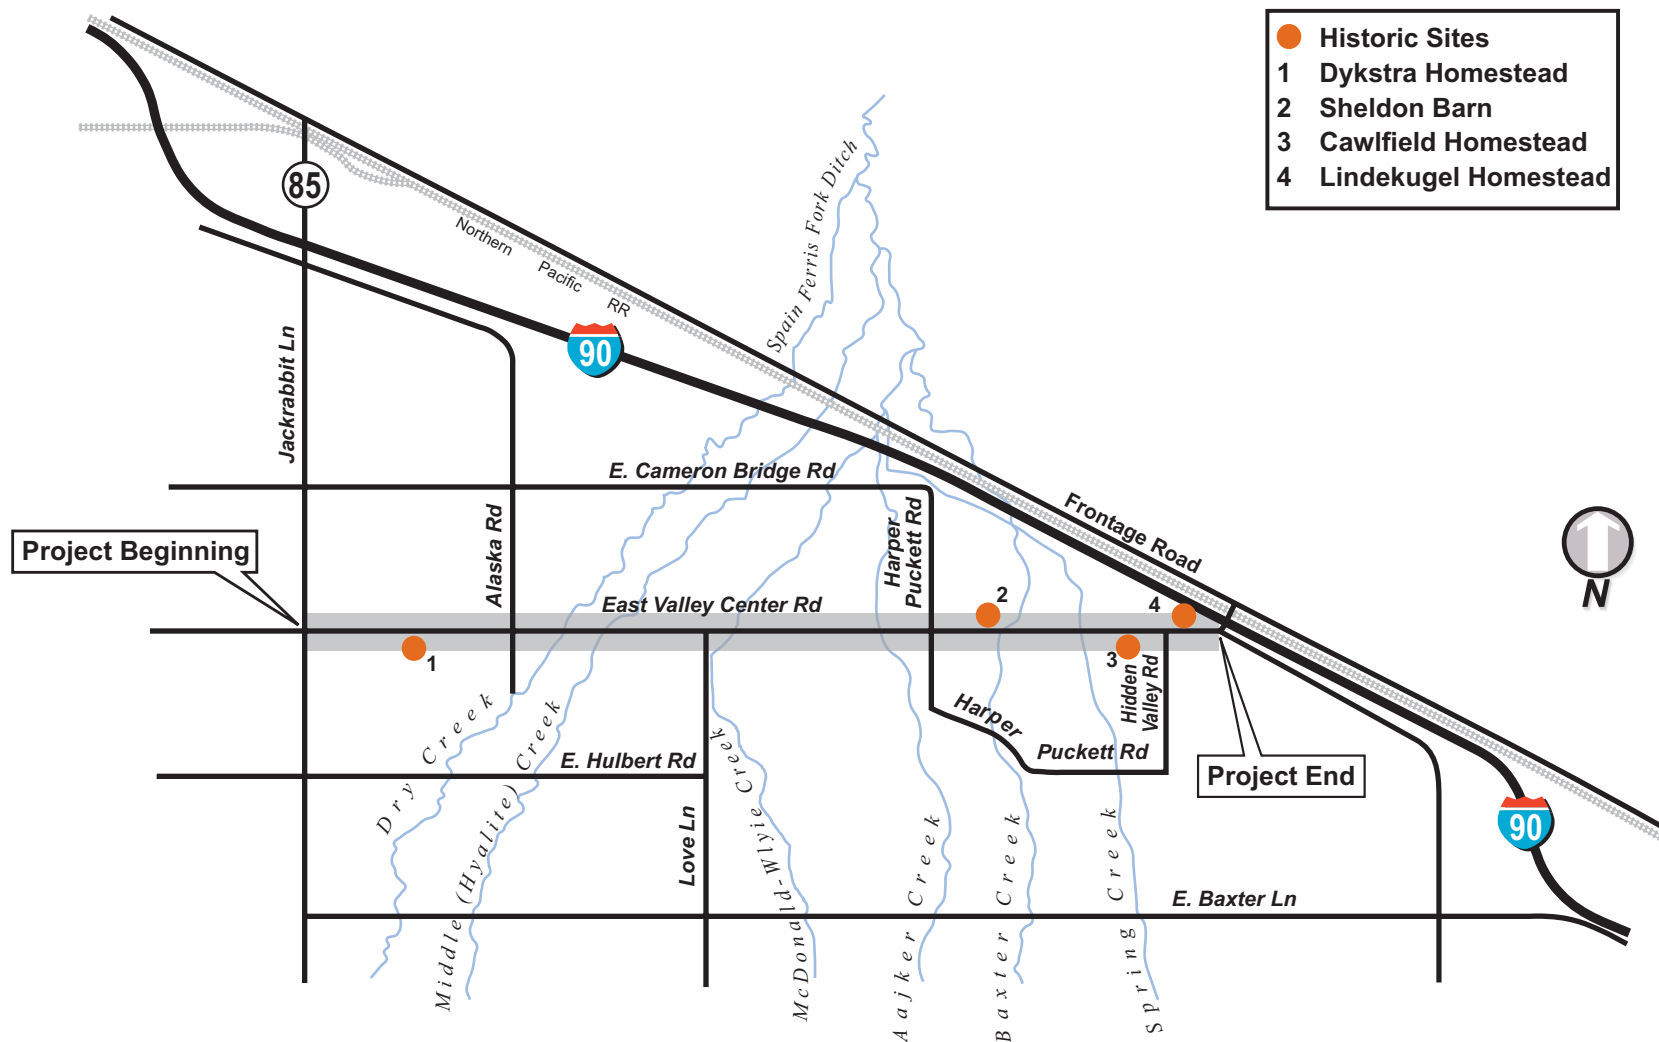 Historic Sites
1 Dykstra Homestead
2 Sheldon Barn
3 Cawlfield Homestead
4 Lindekugel Homestead
85
Northern
Pacific
RR
Spain Ferris Fork Ditch
90
Jackrabbit Ln
E. Cameron Bridge Rd
Frontage Road
Harper
Puckett Rd
Alaska Rd
Project Beginning
N
East Valley Center Rd
2
4
1
3
Hidden
Valley Rd
Harper
Puckett Rd
Project End
Dry Creek
Middle (Hyalite) Creek
E. Hulbert Rd
McDonald-Wlyie Creek
Love Ln
Aajker Creek
Baxter Creek
Spring Creek
90
E. Baxter Ln